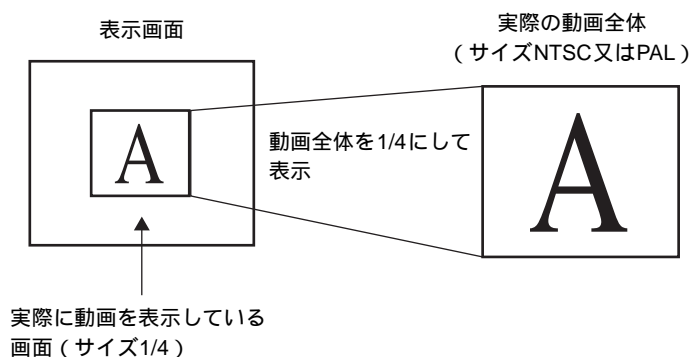 表示画面
実際の動画全体
(サイズNTSC又はPAL)
A
動画全体を1/4にして
表示
A
実際に動画を表示している
画面(サイズ1/4)